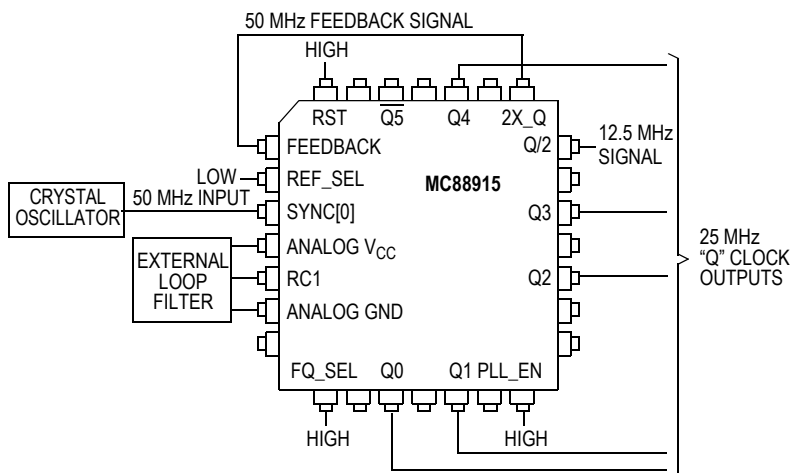 50 MHz FEEDBACK SIGNAL
HIGH
RST
Q5
Q4
2X_Q
FEEDBACK
Q/2
12.5 MHz
SIGNAL
LOW
REF_SEL
MC88915
CRYSTAL
OSCILLATOR
50 MHz INPUT
SYNC[0]
Q3
ANALOG VCC
EXTERNAL
LOOP
FILTER
RC1
Q2
25 MHz
“Q” CLOCK
OUTPUTS
ANALOG GND
FQ_SEL
Q0
Q1
PLL_EN
HIGH
HIGH